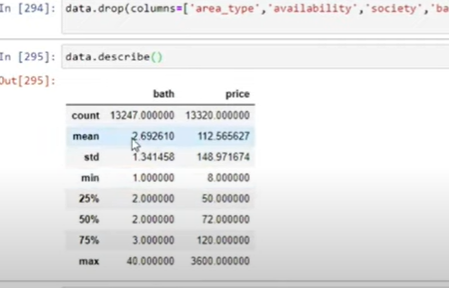 In [294]: data.drop(columns=['area_type','availability','society','ba
In [295]: data.describe()
Out[295]:
bath price
count 13247.000000 13320.000000
mean 2.692610 112.565627
std 1.341458 148.971674
min 1.000000 8.000000
25% 2.000000 50.000000
50% 2.000000 72.000000
75% 3.000000 120.000000
max 40.000000 3600.000000